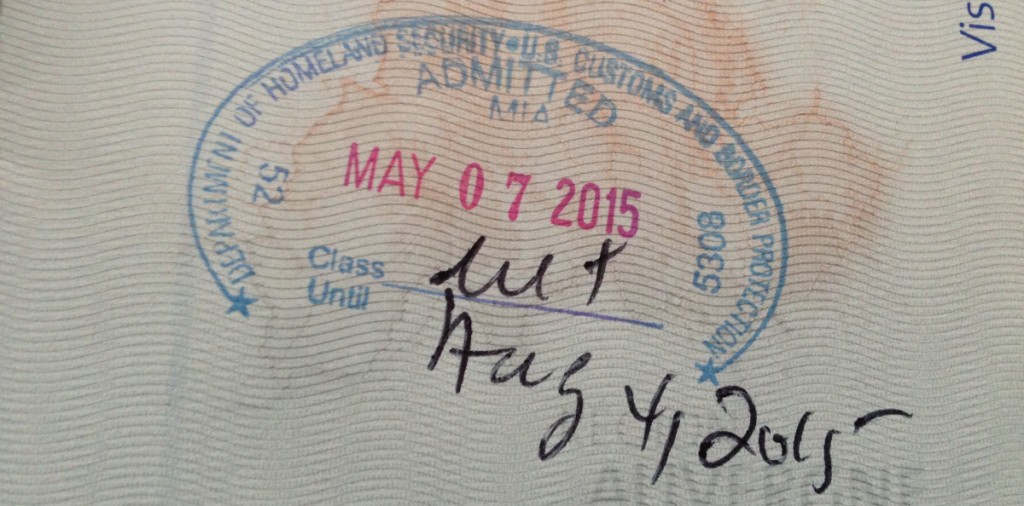 DEPARTMENT OF HOMELAND SECURITY • U.S. CUSTOMS AND BORDER PROTECTION
ADMITTED
MIA
52
MAY 07 2015
5308
Class wt
Until Aug 4, 2015
Vis